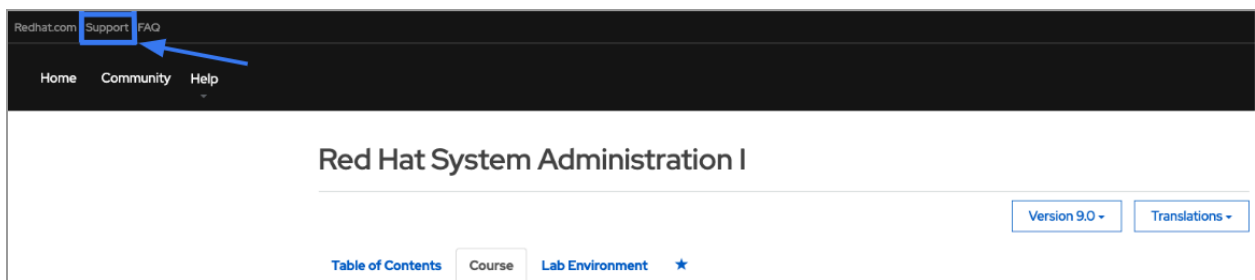 Redhat.com Support FAQ
Home Community Help
Red Hat System Administration I
Version 9.0 Translations
Table of Contents Course Lab Environment ★